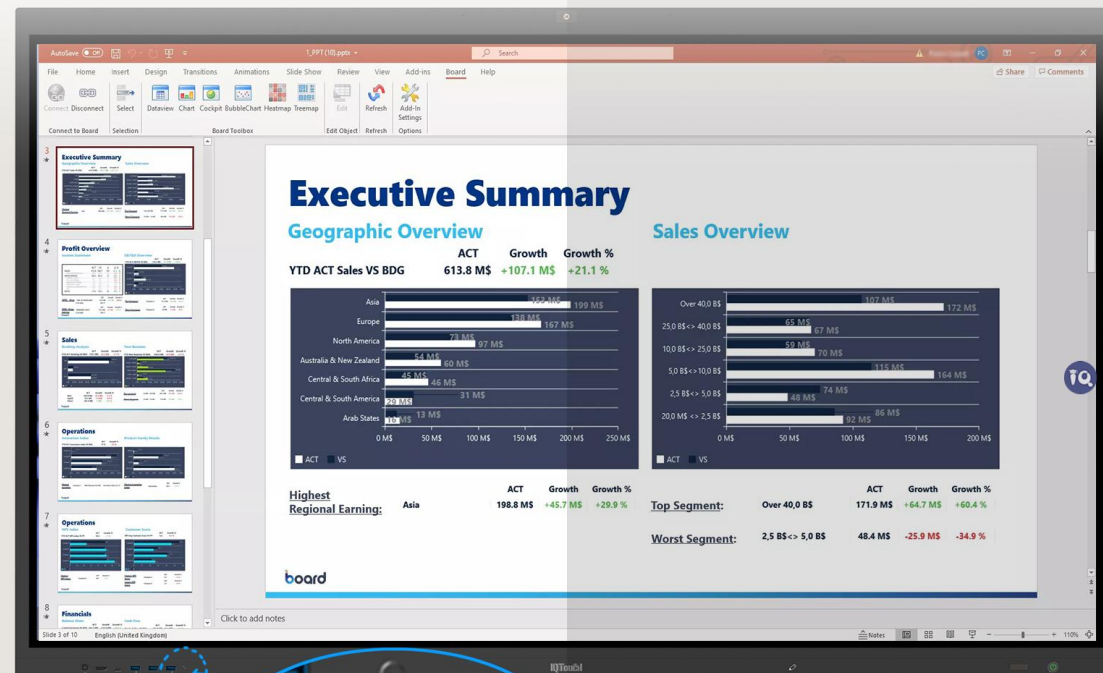 AutoSave Off 1_PPT (10).pptx Search PC
File Home Insert Design Transitions Animations Slide Show Review View Add-ins Board Help Share Comments
Connect Disconnect Select Dataview Chart Cockpit BubbleChart Heatmap Treemap Edit Refresh Add-In Settings
Connect to Board Selection Board Toolbox Edit Object Refresh Options
3
Executive Summary
4
Profit Overview
5
Sales
6
Operations
7
Operations
8
Financials
Executive Summary
Geographic Overview
ACT Growth Growth %
YTD ACT Sales VS BDG 613.8 M$ +107.1 M$ +21.1 %
Asia 153 M$ 199 M$
Europe 138 M$ 167 M$
North America 73 M$ 97 M$
Australia & New Zealand 54 M$ 60 M$
Central & South Africa 45 M$ 46 M$
Central & South America 31 M$ 29 M$
Arab States 13 M$ M$
0 M$ 50 M$ 100 M$ 150 M$ 200 M$ 250 M$
ACT VS
ACT Growth Growth %
Highest
Regional Earning: Asia 198.8 M$ +45.7 M$ +29.9 %
Sales Overview
Over 40,0 B$ 107 M$ 172 M$
25,0 B$<> 40,0 B$ 65 M$ 67 M$
10,0 B$<> 25,0 B$ 59 M$ 70 M$
5,0 B$<> 10,0 B$ 115 M$ 164 M$
2,5 B$<> 5,0 B$ 74 M$ 48 M$
20,0 M$ <> 2,5 B$ 86 M$ 92 M$
0 M$ 50 M$ 100 M$ 150 M$ 200 M$
ACT VS
ACT Growth Growth %
Top Segment: Over 40,0 B$ 171.9 M$ +64.7 M$ +60.4 %
Worst Segment: 2,5 B$<> 5,0 B$ 48.4 M$ -25.9 M$ -34.9 %
board
Click to add notes
Slide 3 of 10 English (United Kingdom) Notes 110%
IQTouch
IQ